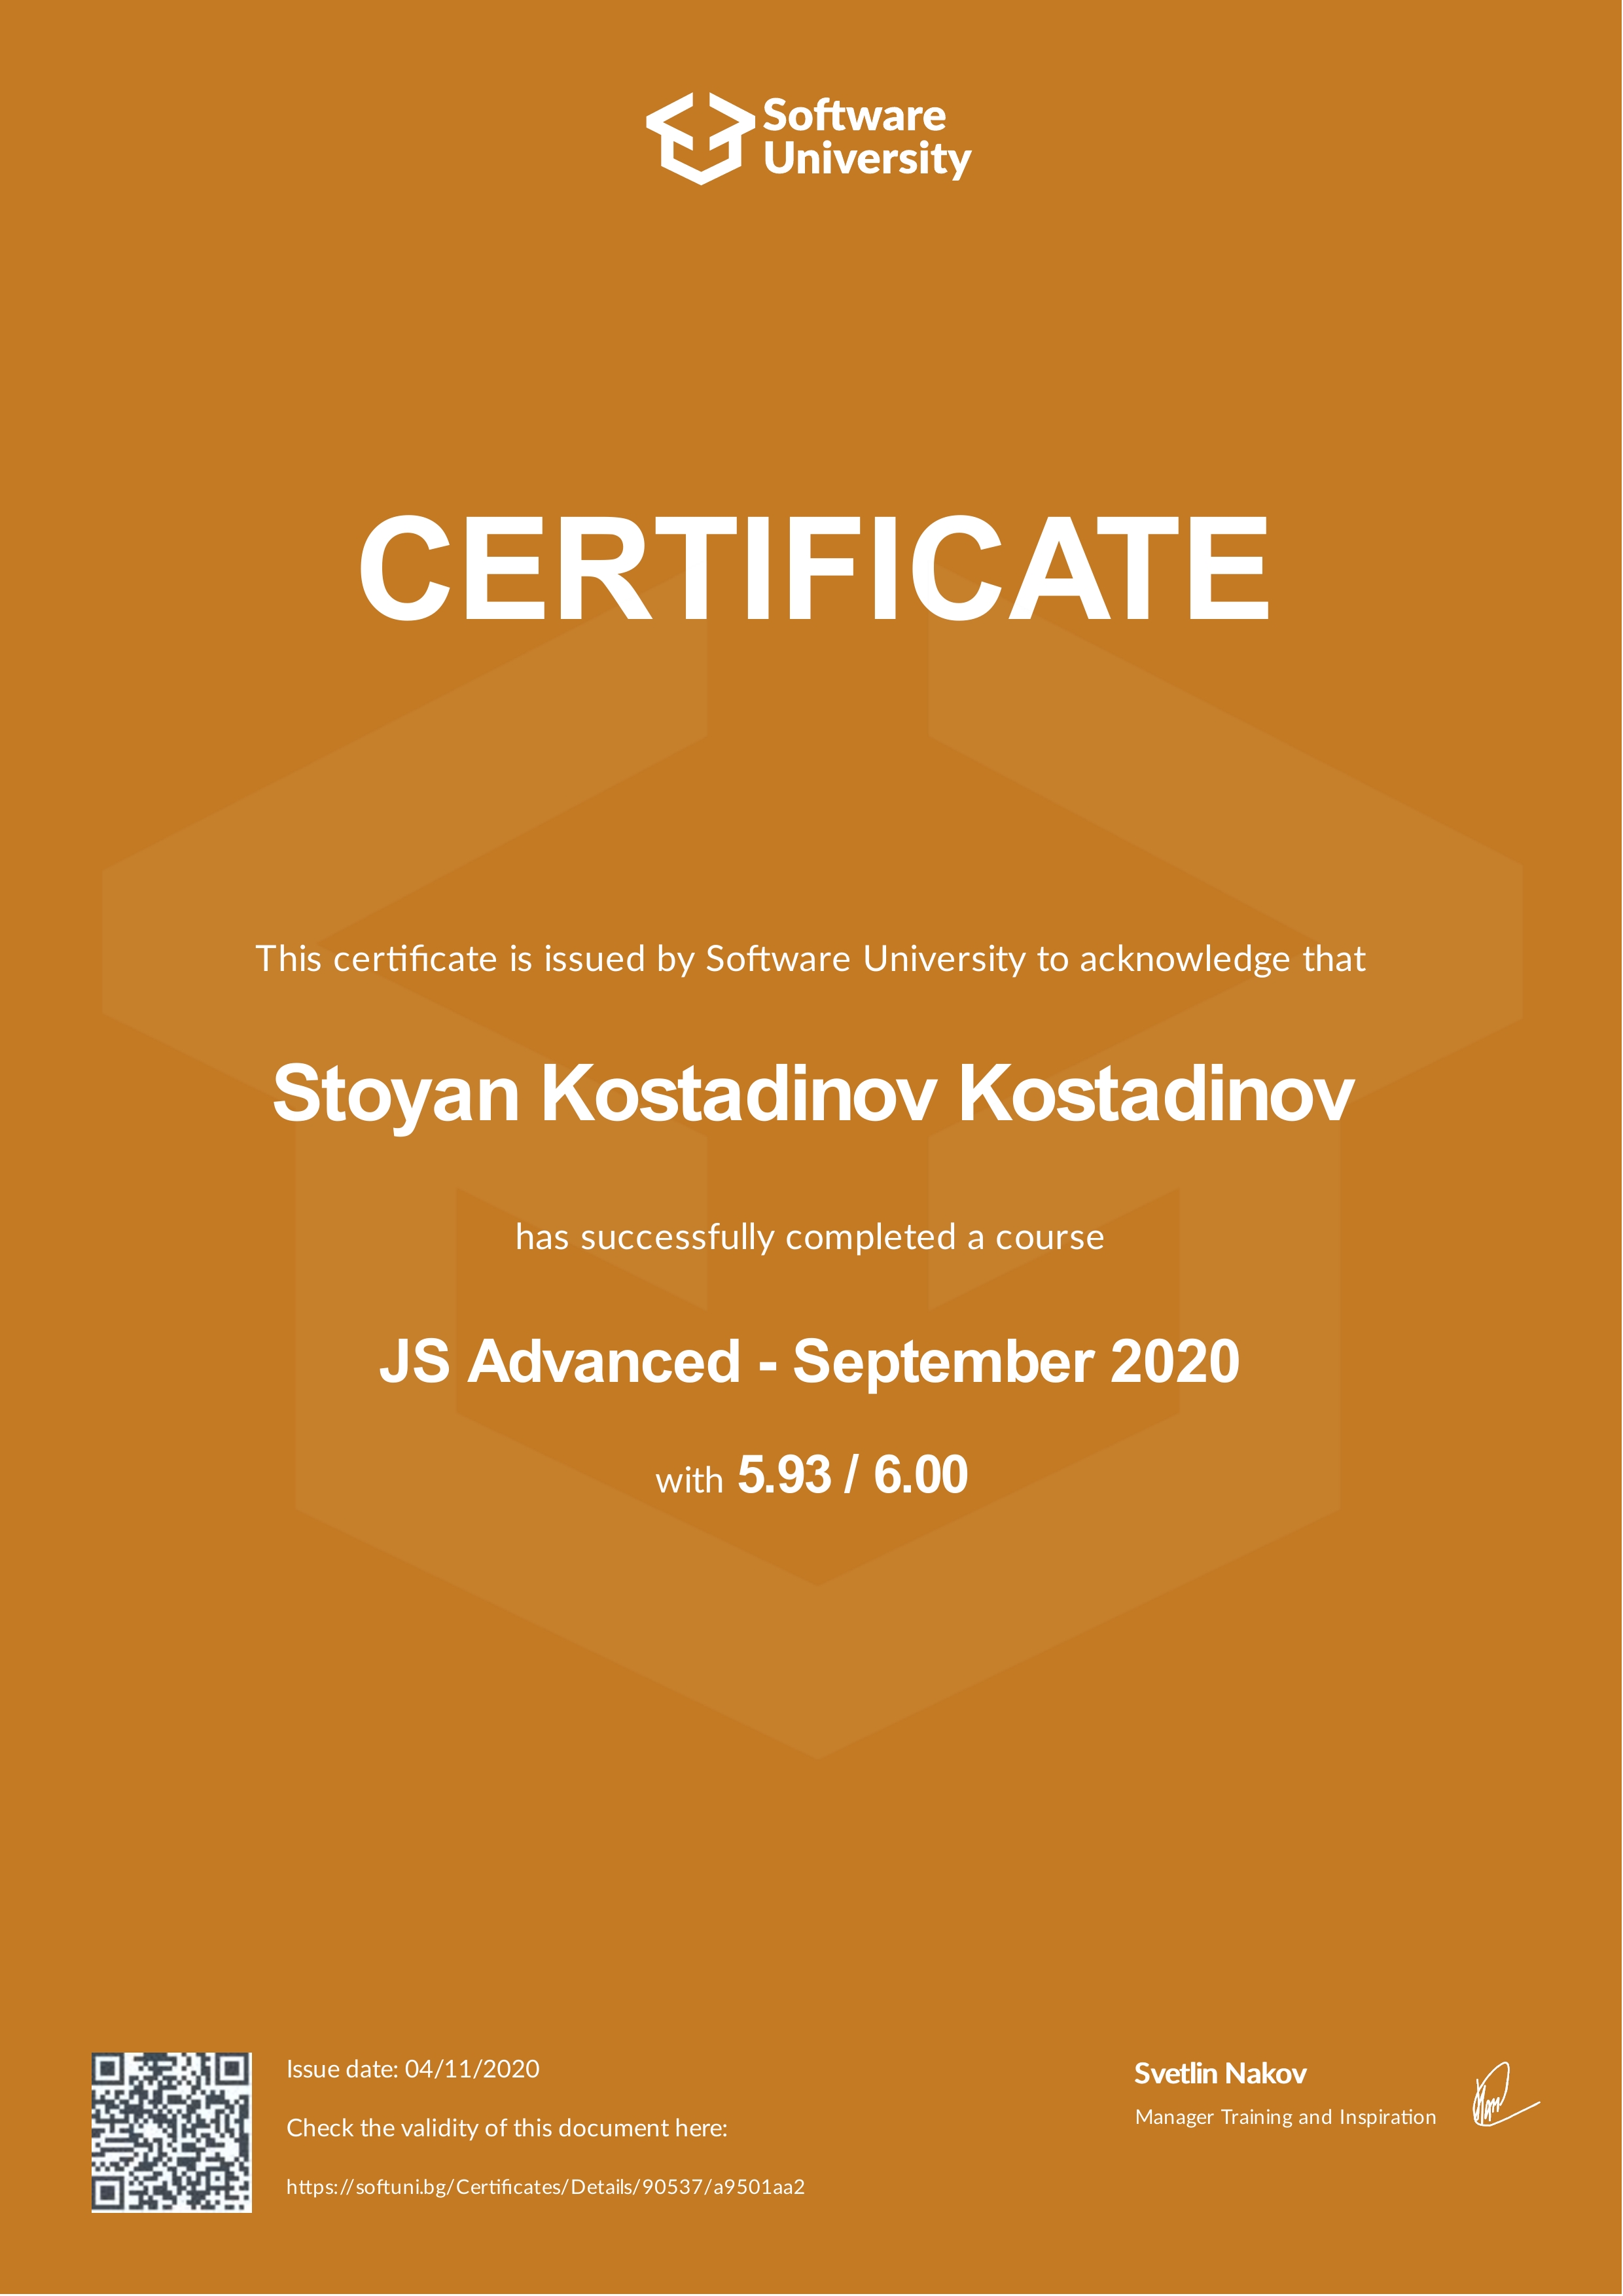 Software
University
CERTIFICATE
This certificate is issued by Software University to acknowledge that
Stoyan Kostadinov Kostadinov
has successfully completed a course
JS Advanced - September 2020
with 5.93 / 6.00
Issue date: 04/11/2020
Check the validity of this document here:
https://softuni.bg/Certificates/Details/90537/a9501aa2
Svetlin Nakov
Manager Training and Inspiration